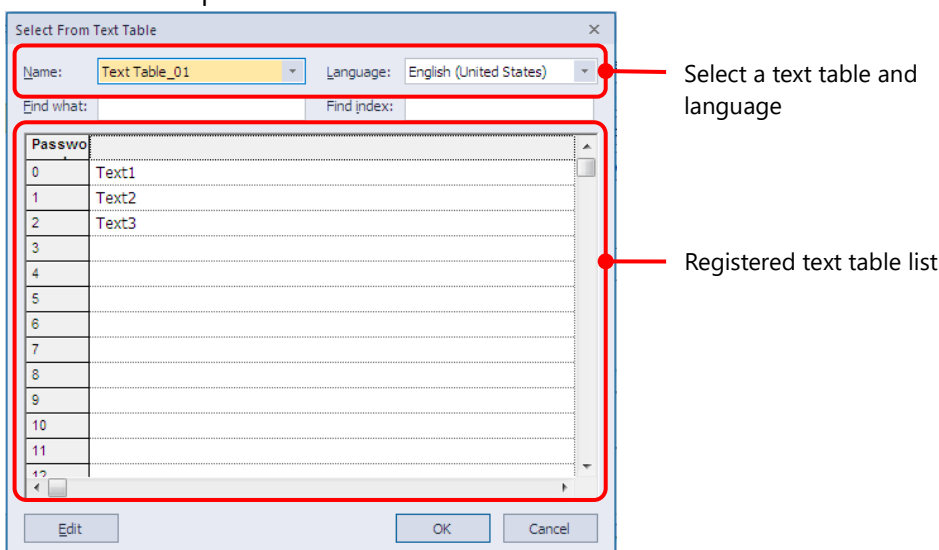 Select From Text Table
Name: Text Table_01 Language: English (United States)
Select a text table and
language
Find what: Find index:
Passwo
0 Text1
1 Text2
2 Text3
3
4
Registered text table list
5
6
7
8
9
10
11
12
Edit OK Cancel